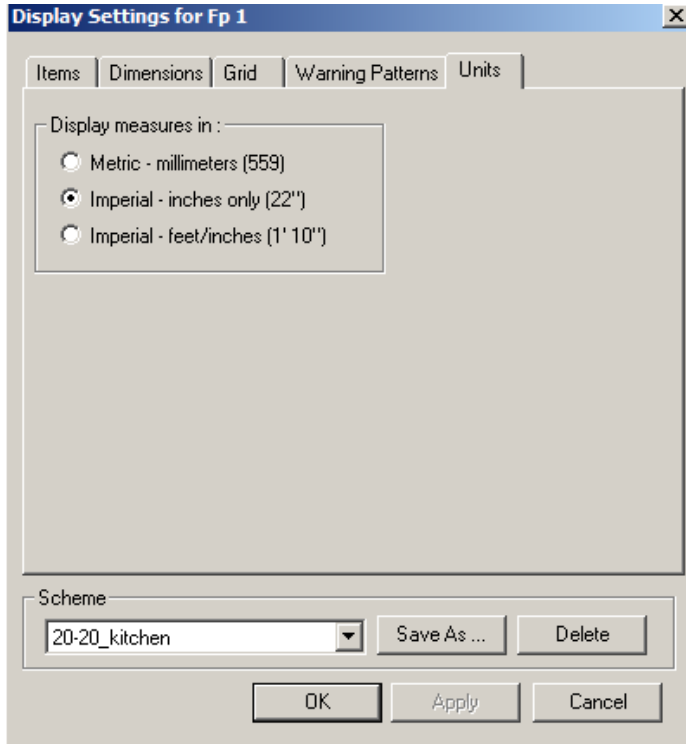 Display Settings for Fp 1
Items Dimensions Grid Warning Patterns Units
Display measures in :
Metric - millimeters (559)
Imperial - inches only (22")
Imperial - feet/inches (1' 10")
Scheme
20-20_kitchen Save As ... Delete
OK Apply Cancel